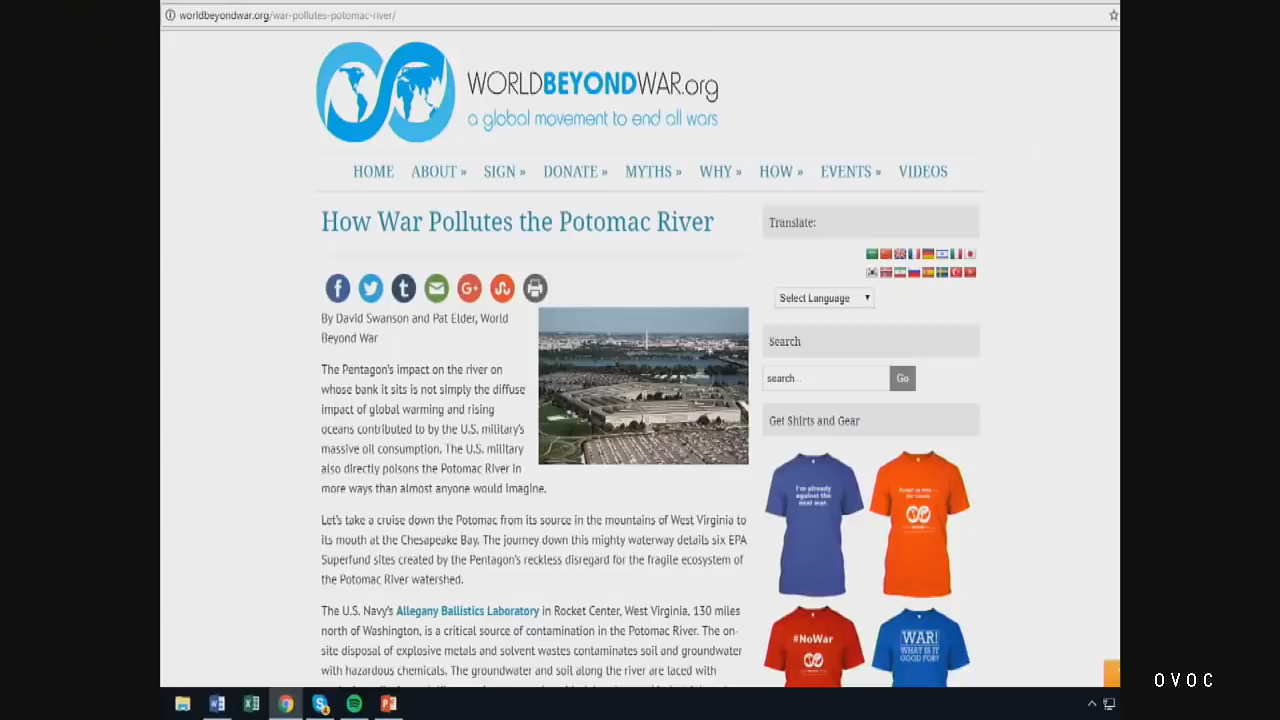 worldbeyondwar.org/war-pollutes-potomac-river/
WORLDBEYONDWAR.org
a global movement to end all wars
HOME ABOUT » SIGN » DONATE » MYTHS » WHY » HOW » EVENTS » VIDEOS
How War Pollutes the Potomac River
By David Swanson and Pat Elder, World
Beyond War
The Pentagon's impact on the river on
whose bank it sits is not simply the diffuse
impact of global warming and rising
oceans contributed to by the U.S. military's
massive oil consumption. The U.S. military
also directly poisons the Potomac River in
more ways than almost anyone would imagine.
Let's take a cruise down the Potomac from its source in the mountains of West Virginia to
its mouth at the Chesapeake Bay. The journey down this mighty waterway details six EPA
Superfund sites created by the Pentagon's reckless disregard for the fragile ecosystem of
the Potomac River watershed.
The U.S. Navy's Allegany Ballistics Laboratory in Rocket Center, West Virginia, 130 miles
north of Washington, is a critical source of contamination in the Potomac River. The on-
site disposal of explosive metals and solvent wastes contaminates soil and groundwater
with hazardous chemicals. The groundwater and soil along the river are laced with
Translate:
Select Language
Search
search...
Go
Get Shirts and Gear
I'm already
against the
next war.
#NoWar
WAR!
WHAT IS IT
GOOD FOR?
OVOC